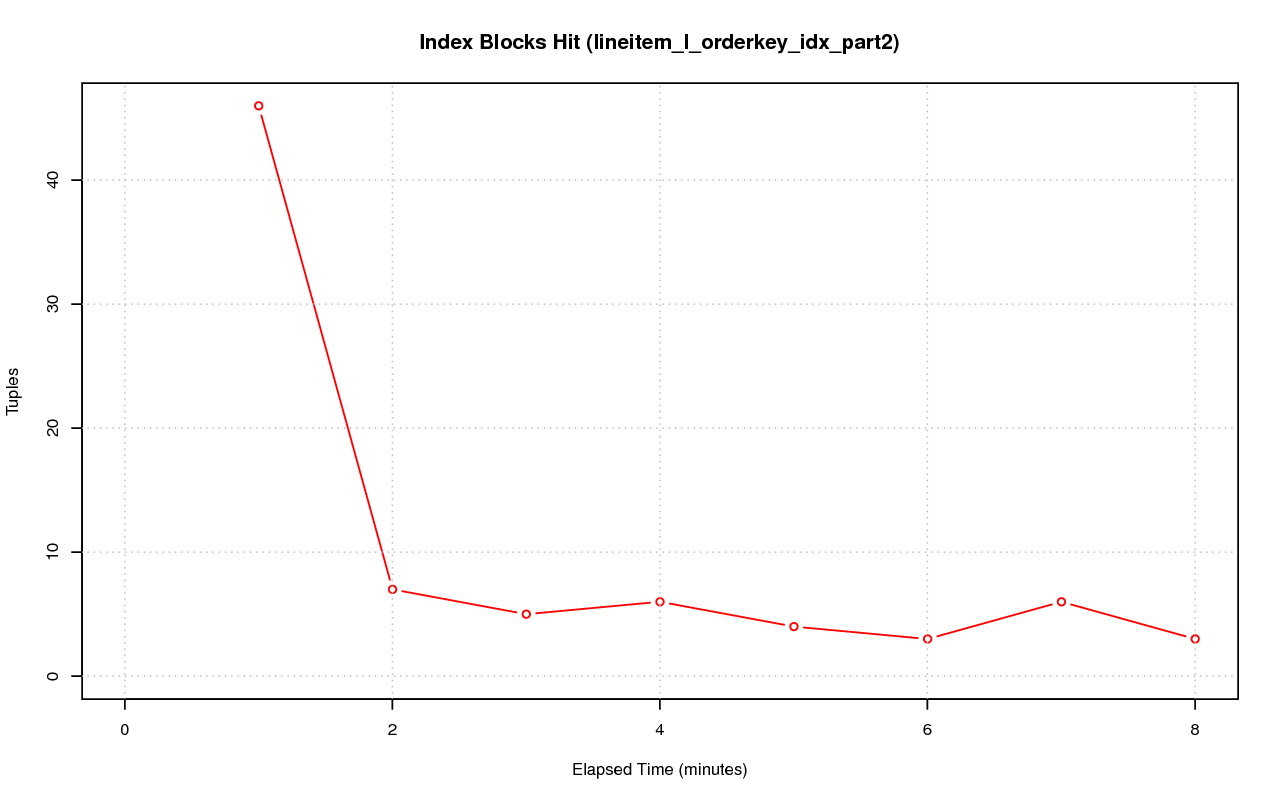 Index Blocks Hit (lineitem_l_orderkey_idx_part2)
Tuples
40
30
20
10
0
0 2 4 6 8
Elapsed Time (minutes)